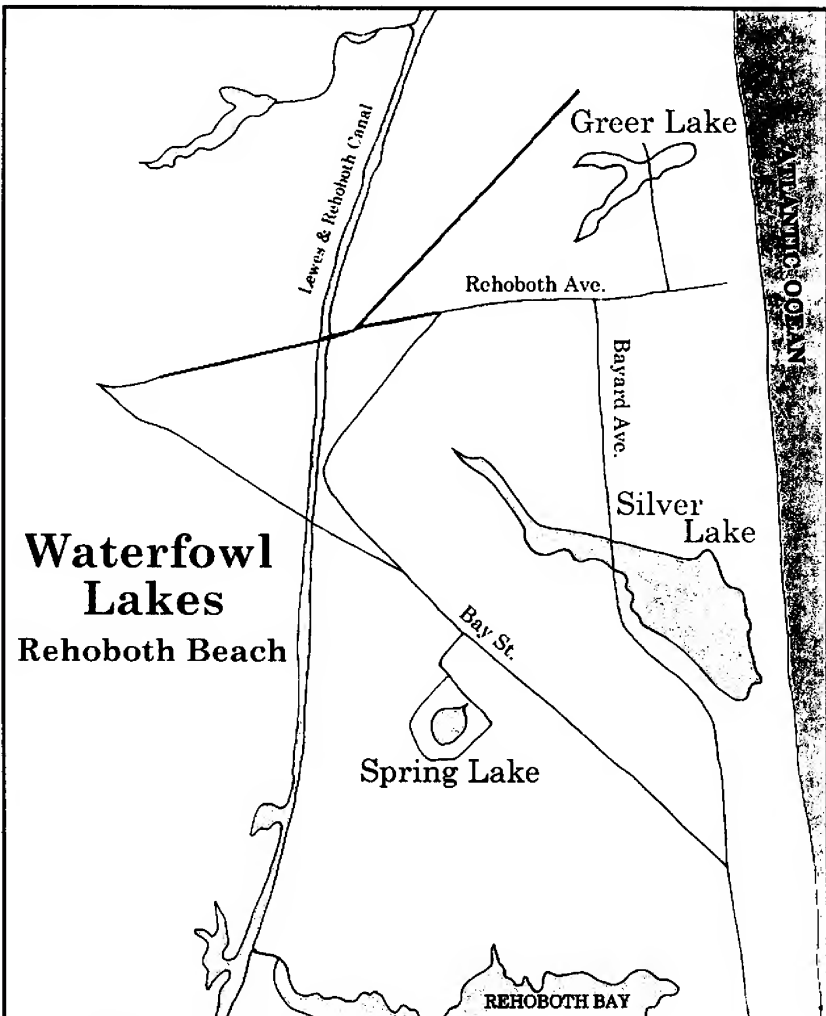 Greer Lake
Lewes & Rehoboth Canal
ATLANTIC OCEAN
Rehoboth Ave.
Bayard Ave.
Silver
Lake
Waterfowl
Lakes
Rehoboth Beach
Bay St.
Spring Lake
REHOBOTH BAY